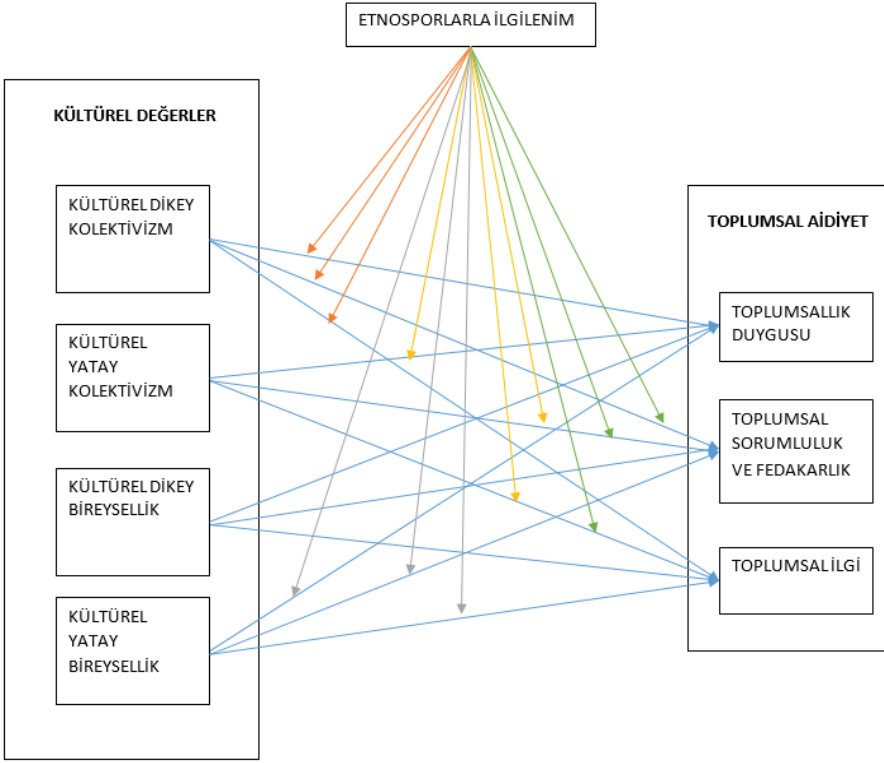 ETNOSPORLARLA İLGİLENİM
KÜLTÜREL DEĞERLER
KÜLTÜREL DİKEY
KOLEKTİVİZM
KÜLTÜREL
YATAY
KOLEKTİVİZM
KÜLTÜREL DİKEY
BİREYSELLİK
KÜLTÜREL
YATAY
BİREYSELLİK
TOPLUMSAL AİDİYET
TOPLUMSALLIK
DUYGUSU
TOPLUMSAL
SORUMLULUK
VE FEDAKARLIK
TOPLUMSAL İLGİ